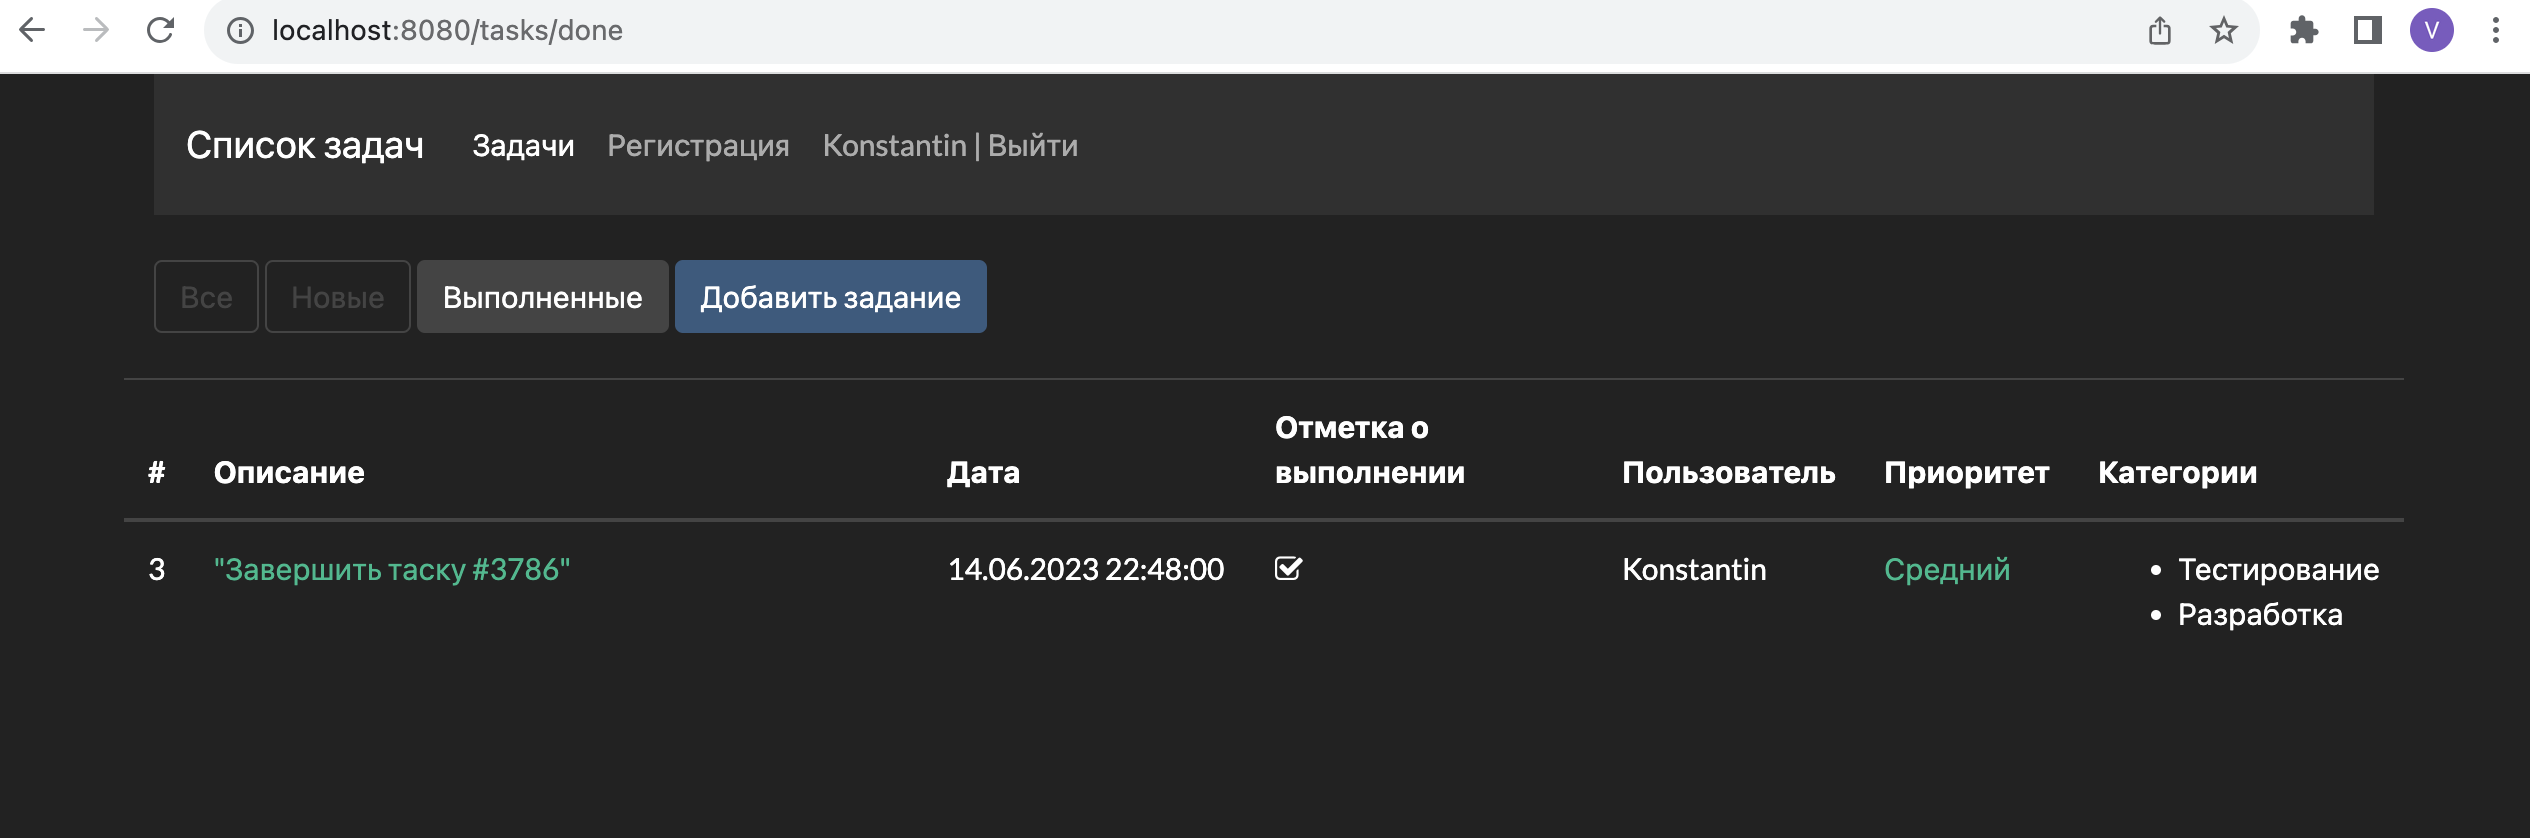 localhost:8080/tasks/done
V
Список задач Задачи Регистрация Konstantin | Выйти
Все Новые Выполненные Добавить задание
# Описание Дата Отметка о выполнении Пользователь Приоритет Категории
3 "Завершить таску #3786" 14.06.2023 22:48:00 Konstantin Средний • Тестирование
• Разработка